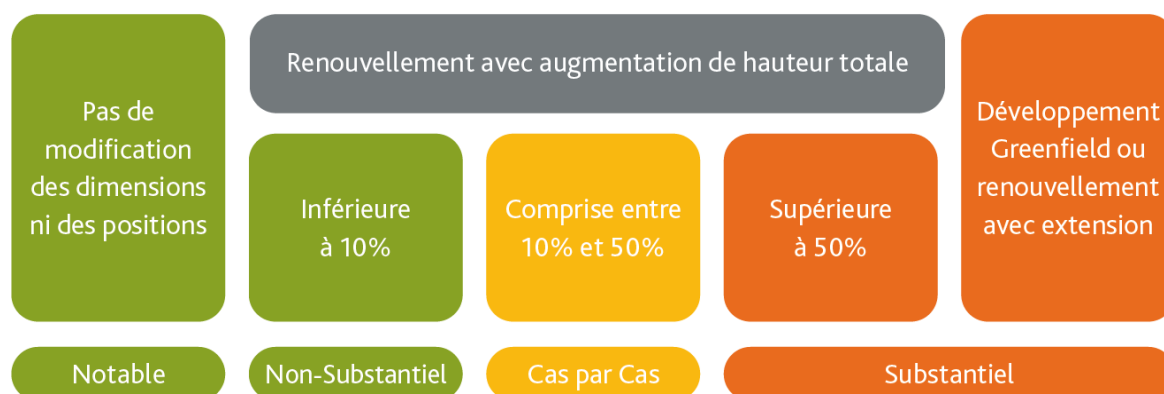 Pas de
modification
des dimensions
ni des positions
Renouvellement avec augmentation de hauteur totale
Inférieure
à 10%
Comprise entre
10% et 50%
Supérieure
à 50%
Développement
Greenfield ou
renouvellement
avec extension
Notable
Non-Substantiel
Cas par Cas
Substantiel